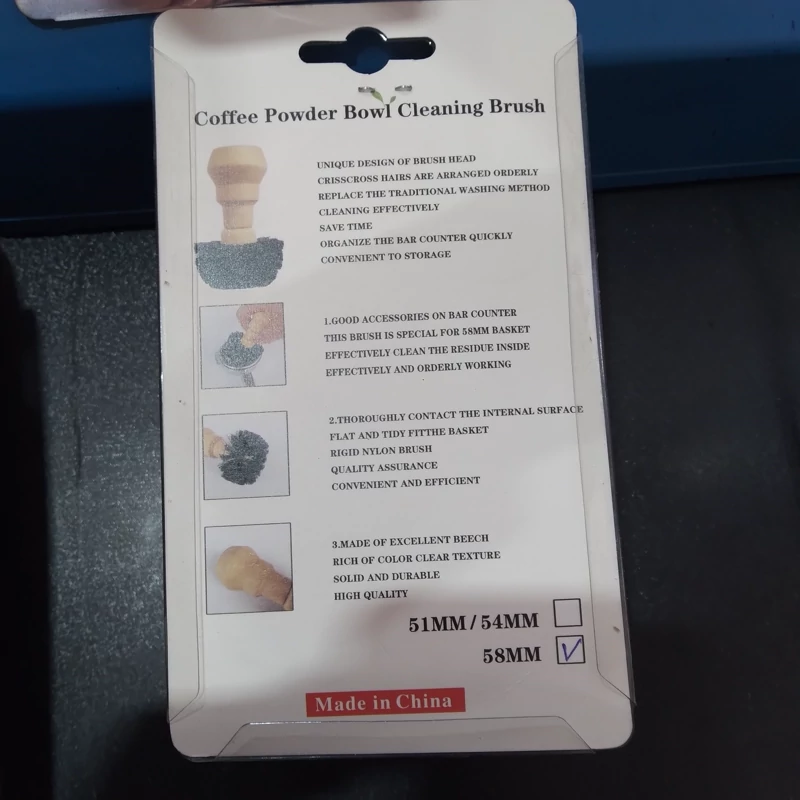 Coffee Powder Bowl Cleaning Brush
UNIQUE DESIGN OF BRUSH HEAD
CRISSCROSS HAIRS ARE ARRANGED ORDERLY
REPLACE THE TRADITIONAL WASHING METHOD
CLEANING EFFECTIVELY
SAVE TIME
ORGANIZE THE BAR COUNTER QUICKLY
CONVENIENT TO STORAGE
1.GOOD ACCESSORIES ON BAR COUNTER
THIS BRUSH IS SPECIAL FOR 58MM BASKET
EFFECTIVELY CLEAN THE RESIDUE INSIDE
EFFECTIVELY AND ORDERLY WORKING
2.THOROUGHLY CONTACT THE INTERNAL SURFACE
FLAT AND TIDY FITTHE BASKET
RIGID NYLON BRUSH
QUALITY ASSURANCE
CONVENIENT AND EFFICIENT
3.MADE OF EXCELLENT BEECH
RICH OF COLOR CLEAR TEXTURE
SOLID AND DURABLE
HIGH QUALITY
51MM / 54MM
58MM
Made in China